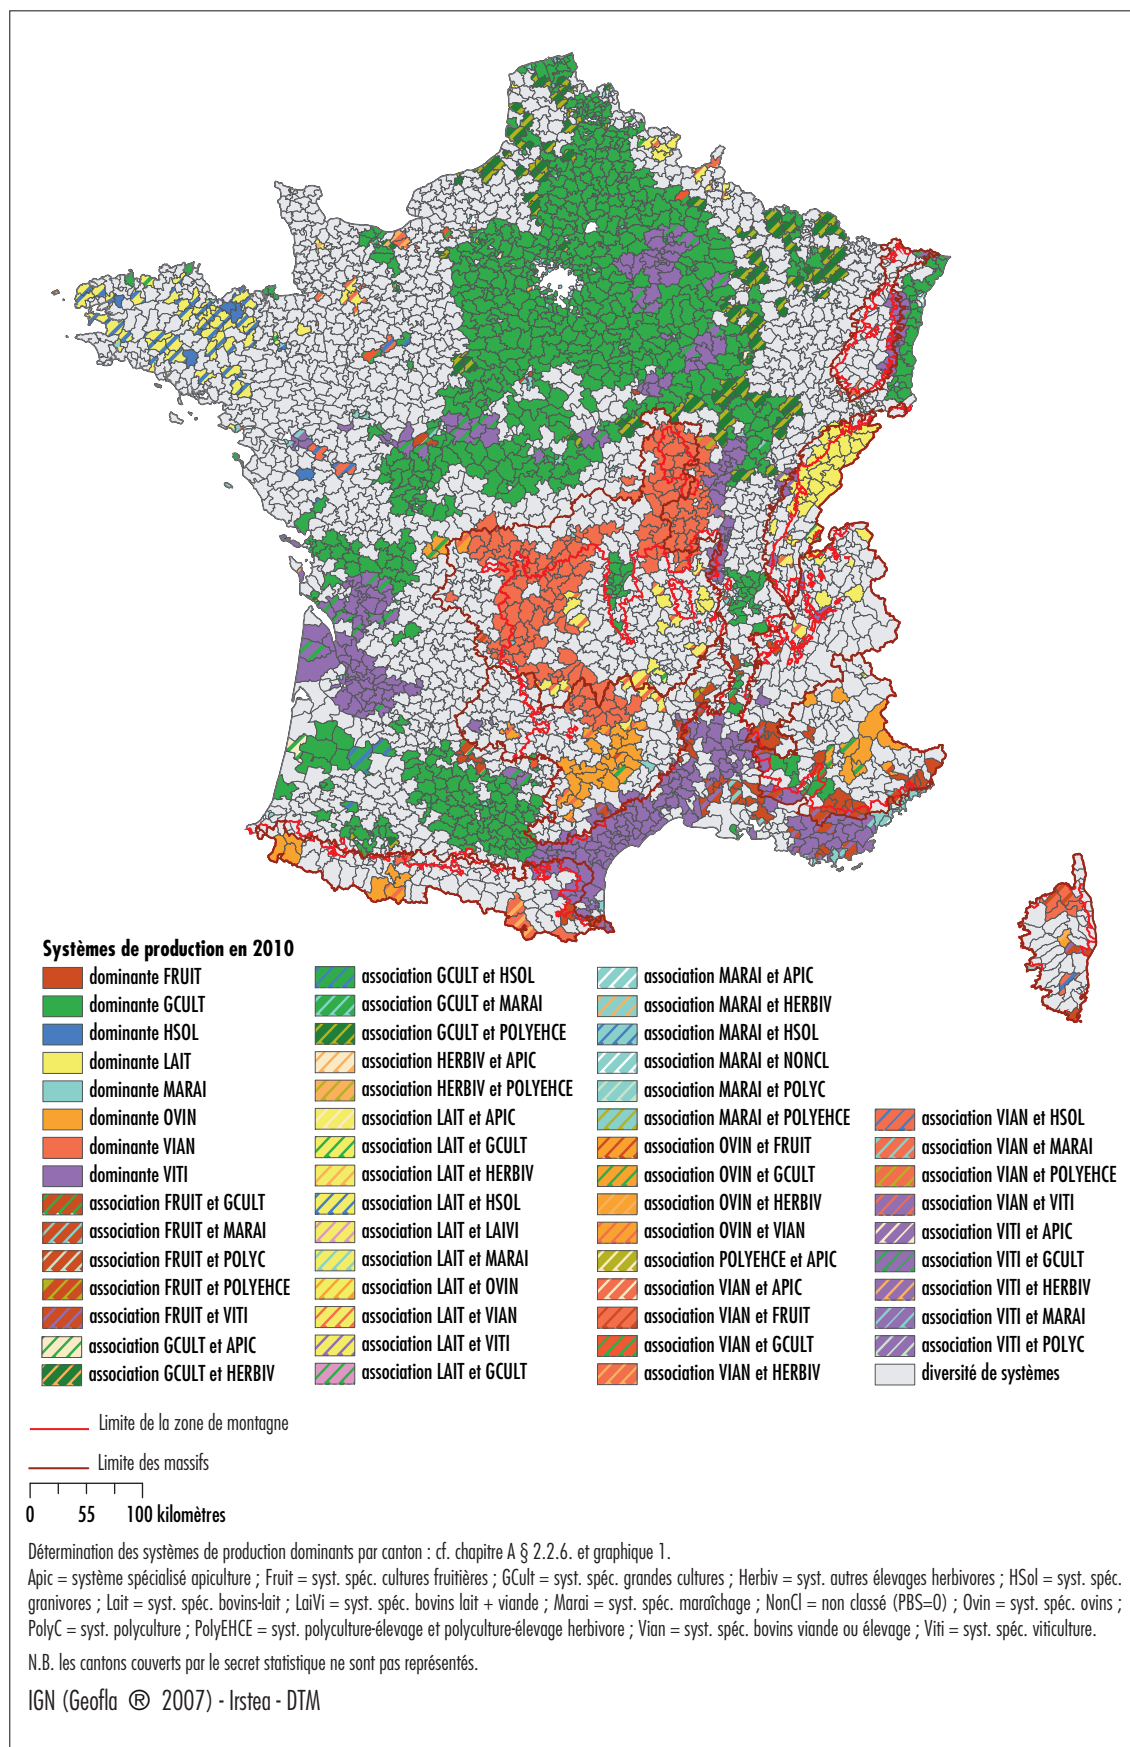 Systèmes de production en 2010
dominante FRUIT
dominante GCULT
dominante HSOL
dominante LAIT
dominante MARAI
dominante OVIN
dominante VIAN
dominante VITI
association FRUIT et GCULT
association FRUIT et MARAI
association FRUIT et POLYC
association FRUIT et POLYEHCE
association FRUIT et VITI
association GCULT et APIC
association GCULT et HERBIV
association GCULT et HSOL
association GCULT et MARAI
association GCULT et POLYEHCE
association HERBIV et APIC
association HERBIV et POLYEHCE
association LAIT et APIC
association LAIT et GCULT
association LAIT et HERBIV
association LAIT et HSOL
association LAIT et LAIVI
association LAIT et MARAI
association LAIT et OVIN
association LAIT et VIAN
association LAIT et VITI
association LAIT et GCULT
association MARAI et APIC
association MARAI et HERBIV
association MARAI et HSOL
association MARAI et NONCL
association MARAI et POLYC
association MARAI et POLYEHCE
association OVIN et FRUIT
association OVIN et GCULT
association OVIN et HERBIV
association OVIN et VIAN
association POLYEHCE et APIC
association VIAN et APIC
association VIAN et FRUIT
association VIAN et GCULT
association VIAN et HERBIV
association VIAN et HSOL
association VIAN et MARAI
association VIAN et POLYEHCE
association VIAN et VITI
association VITI et APIC
association VITI et GCULT
association VITI et HERBIV
association VITI et MARAI
association VITI et POLYC
diversité de systèmes
Limite de la zone de montagne
Limite des massifs
0 55 100 kilomètres
Détermination des systèmes de production dominants par canton : cf. chapitre A § 2.2.6. et graphique 1.
Apic = système spécialisé apiculture ; Fruit = syst. spéc. cultures fruitières ; GCult = syst. spéc. grandes cultures ; Herbiv = syst. autres élevages herbivores ; HSol = syst. spéc.
granivores ; Lait = syst. spéc. bovins-lait ; LaiVi = syst. spéc. bovins lait + viande ; Marai = syst. spéc. maraîchage ; NonCl = non classé (PBS=0) ; Ovin = syst. spéc. ovins ;
PolyC = syst. polyculture ; PolyEHCE = syst. polyculture-élevage et polyculture-élevage herbivore ; Vian = syst. spéc. bovins viande ou élevage ; Viti = syst. spéc. viticulture.
N.B. les cantons couverts par le secret statistique ne sont pas représentés.
IGN (Geofla ® 2007) - Irstea - DTM